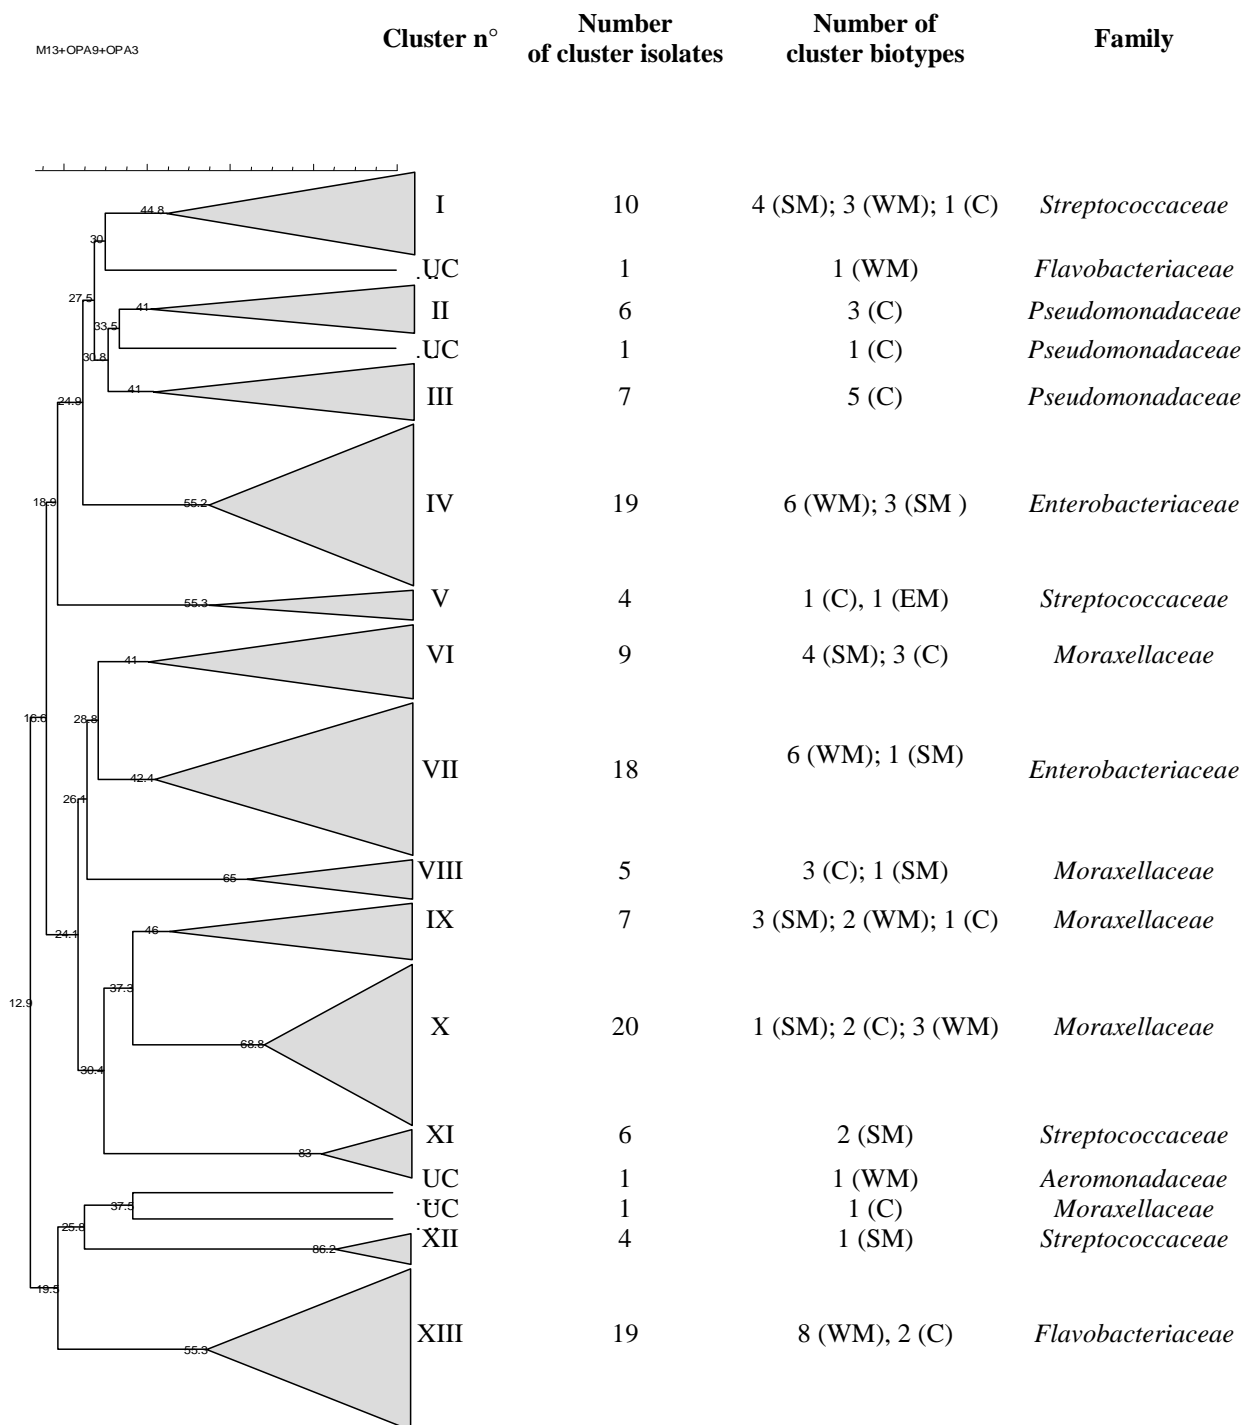 M13+OPA9+OPA3
Cluster n° Number of cluster isolates Number of cluster biotypes Family
44.8 I 10 4 (SM); 3 (WM); 1 (C) Streptococcaceae
30
UC 1 1 (WM) Flavobacteriaceae
27.5
41 II 6 3 (C) Pseudomonadaceae
33.5
UC 1 1 (C) Pseudomonadaceae
30.8
41 III 7 5 (C) Pseudomonadaceae
24.9
18.9 55.2 IV 19 6 (WM); 3 (SM ) Enterobacteriaceae
55.3 V 4 1 (C), 1 (EM) Streptococcaceae
41 VI 9 4 (SM); 3 (C) Moraxellaceae
16.6 28.8
42.4 VII 18 6 (WM); 1 (SM) Enterobacteriaceae
26.1
65 VIII 5 3 (C); 1 (SM) Moraxellaceae
46 IX 7 3 (SM); 2 (WM); 1 (C) Moraxellaceae
24.1
37.3
12.9
68.8 X 20 1 (SM); 2 (C); 3 (WM) Moraxellaceae
30.4
83 XI 6 2 (SM) Streptococcaceae
UC 1 1 (WM) Aeromonadaceae
37.5 UC 1 1 (C) Moraxellaceae
25.8
86.2 XII 4 1 (SM) Streptococcaceae
19.5
55.3 XIII 19 8 (WM), 2 (C) Flavobacteriaceae